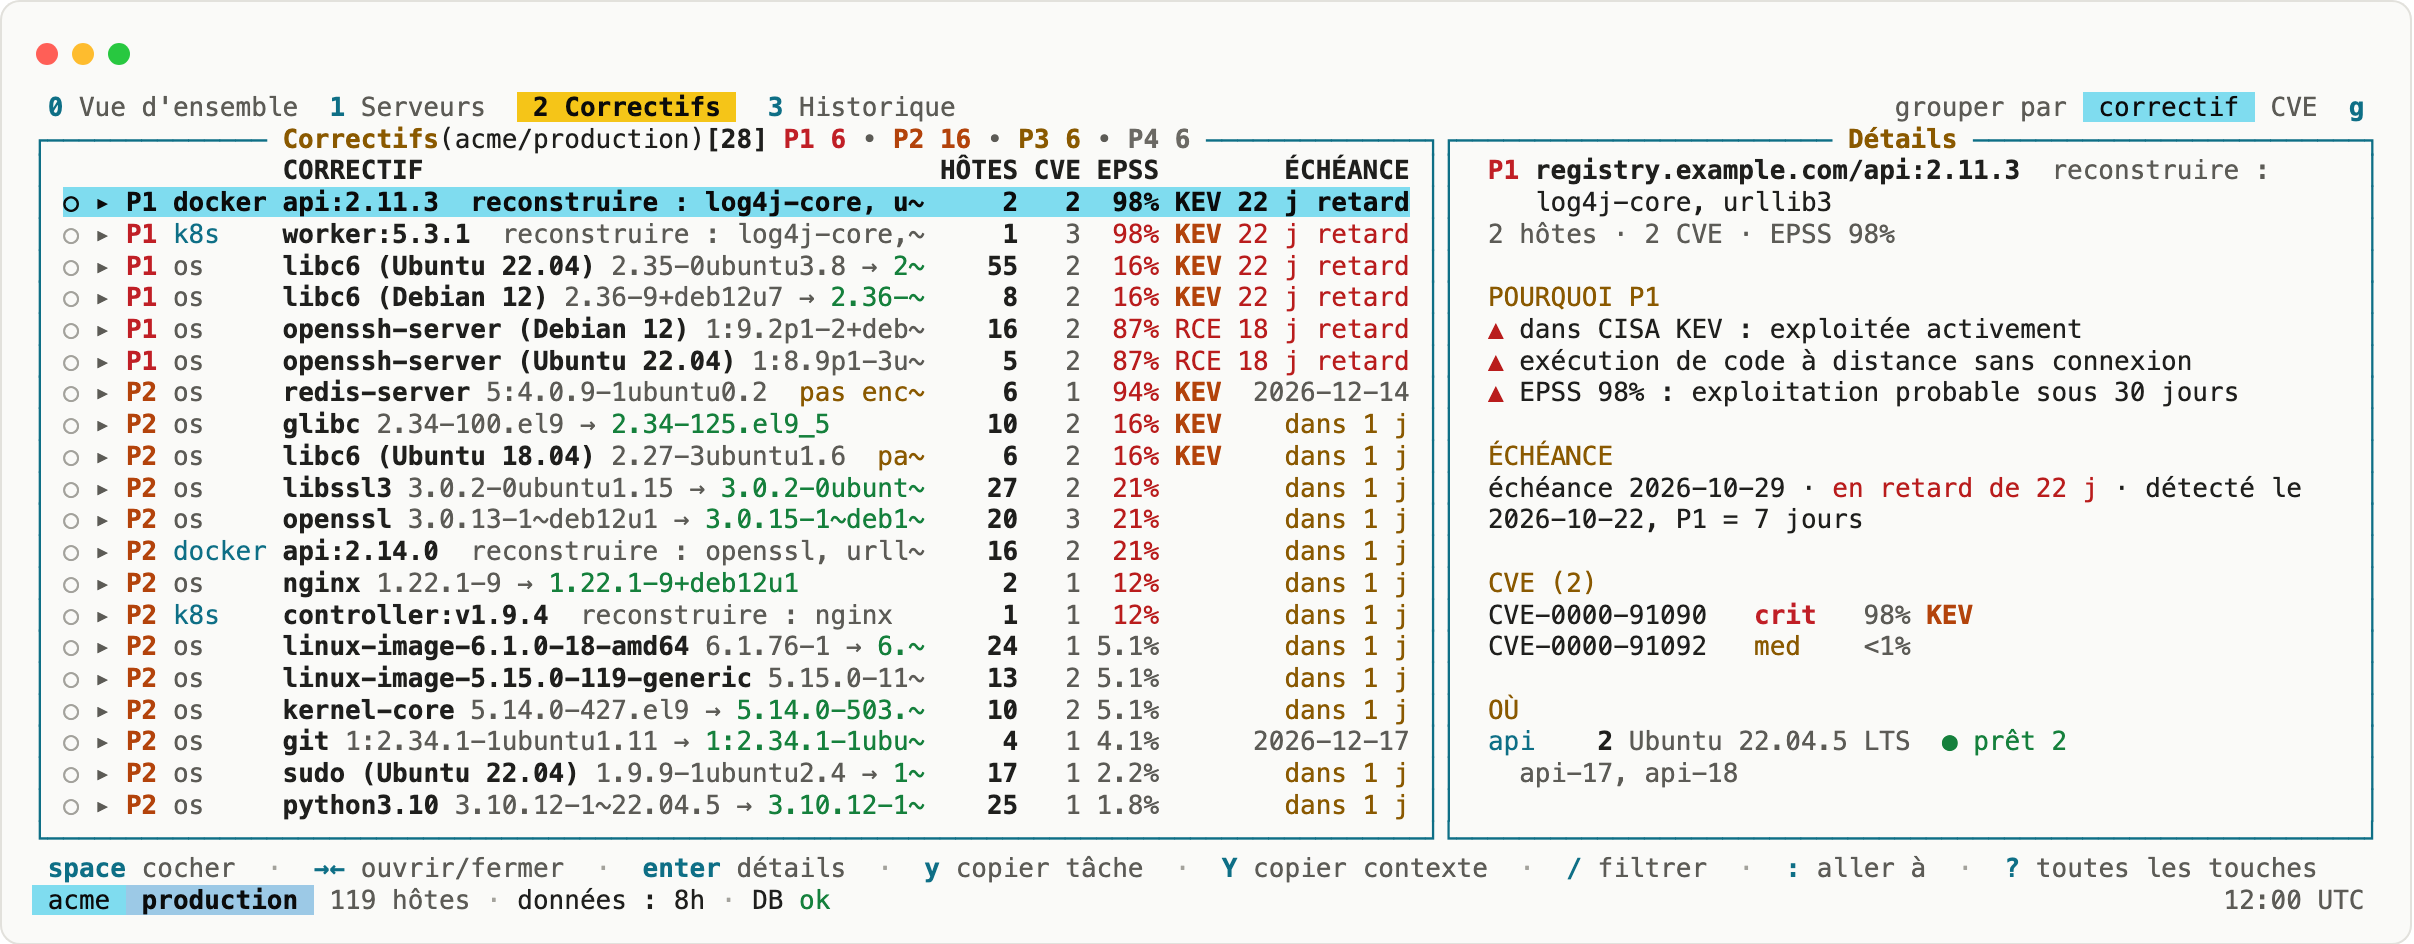 0 Vue d'ensemble  1 Serveurs  2 Correctifs  3 Historique  grouper par  correctif  CVE  g
Correctifs(acme/production)[28] P1 6 • P2 16 • P3 6 • P4 6
CORRECTIF  HÔTES CVE EPSS  ÉCHÉANCE
○ ▸ P1 docker api:2.11.3  reconstruire : log4j-core, u~  2  2  98% KEV 22 j retard
○ ▸ P1 k8s  worker:5.3.1  reconstruire : log4j-core,~  1  3  98% KEV 22 j retard
○ ▸ P1 os  libc6 (Ubuntu 22.04) 2.35-0ubuntu3.8 → 2~  55  2  16% KEV 22 j retard
○ ▸ P1 os  libc6 (Debian 12) 2.36-9+deb12u7 → 2.36-~  8  2  16% KEV 22 j retard
○ ▸ P1 os  openssh-server (Debian 12) 1:9.2p1-2+deb~  16  2  87% RCE 18 j retard
○ ▸ P1 os  openssh-server (Ubuntu 22.04) 1:8.9p1-3u~  5  2  87% RCE 18 j retard
○ ▸ P2 os  redis-server 5:4.0.9-1ubuntu0.2  pas enc~  6  1  94% KEV  2026-12-14
○ ▸ P2 os  glibc 2.34-100.el9 → 2.34-125.el9_5  10  2  16% KEV  dans 1 j
○ ▸ P2 os  libc6 (Ubuntu 18.04) 2.27-3ubuntu1.6  pa~  6  2  16% KEV  dans 1 j
○ ▸ P2 os  libssl3 3.0.2-0ubuntu1.15 → 3.0.2-0ubunt~  27  2  21%  dans 1 j
○ ▸ P2 os  openssl 3.0.13-1~deb12u1 → 3.0.15-1~deb1~  20  3  21%  dans 1 j
○ ▸ P2 docker api:2.14.0  reconstruire : openssl, urll~  16  2  21%  dans 1 j
○ ▸ P2 os  nginx 1.22.1-9 → 1.22.1-9+deb12u1  2  1  12%  dans 1 j
○ ▸ P2 k8s  controller:v1.9.4  reconstruire : nginx  1  1  12%  dans 1 j
○ ▸ P2 os  linux-image-6.1.0-18-amd64 6.1.76-1 → 6.~  24  1 5.1%  dans 1 j
○ ▸ P2 os  linux-image-5.15.0-119-generic 5.15.0-11~  13  2 5.1%  dans 1 j
○ ▸ P2 os  kernel-core 5.14.0-427.el9 → 5.14.0-503.~  10  2 5.1%  dans 1 j
○ ▸ P2 os  git 1:2.34.1-1ubuntu1.11 → 1:2.34.1-1ubu~  4  1 4.1%  2026-12-17
○ ▸ P2 os  sudo (Ubuntu 22.04) 1.9.9-1ubuntu2.4 → 1~  17  1 2.2%  dans 1 j
○ ▸ P2 os  python3.10 3.10.12-1~22.04.5 → 3.10.12-1~  25  1 1.8%  dans 1 j
Détails
P1 registry.example.com/api:2.11.3  reconstruire :
log4j-core, urllib3
2 hôtes · 2 CVE · EPSS 98%
POURQUOI P1
▲ dans CISA KEV : exploitée activement
▲ exécution de code à distance sans connexion
▲ EPSS 98% : exploitation probable sous 30 jours
ÉCHÉANCE
échéance 2026-10-29 · en retard de 22 j · détecté le
2026-10-22, P1 = 7 jours
CVE (2)
CVE-0000-91090  crit  98% KEV
CVE-0000-91092  med  <1%
OÙ
api  2 Ubuntu 22.04.5 LTS  ● prêt 2
api-17, api-18
space cocher · →← ouvrir/fermer · enter détails · y copier tâche · Y copier contexte · / filtrer · : aller à · ? toutes les touches
acme  production  119 hôtes · données : 8h · DB ok  12:00 UTC